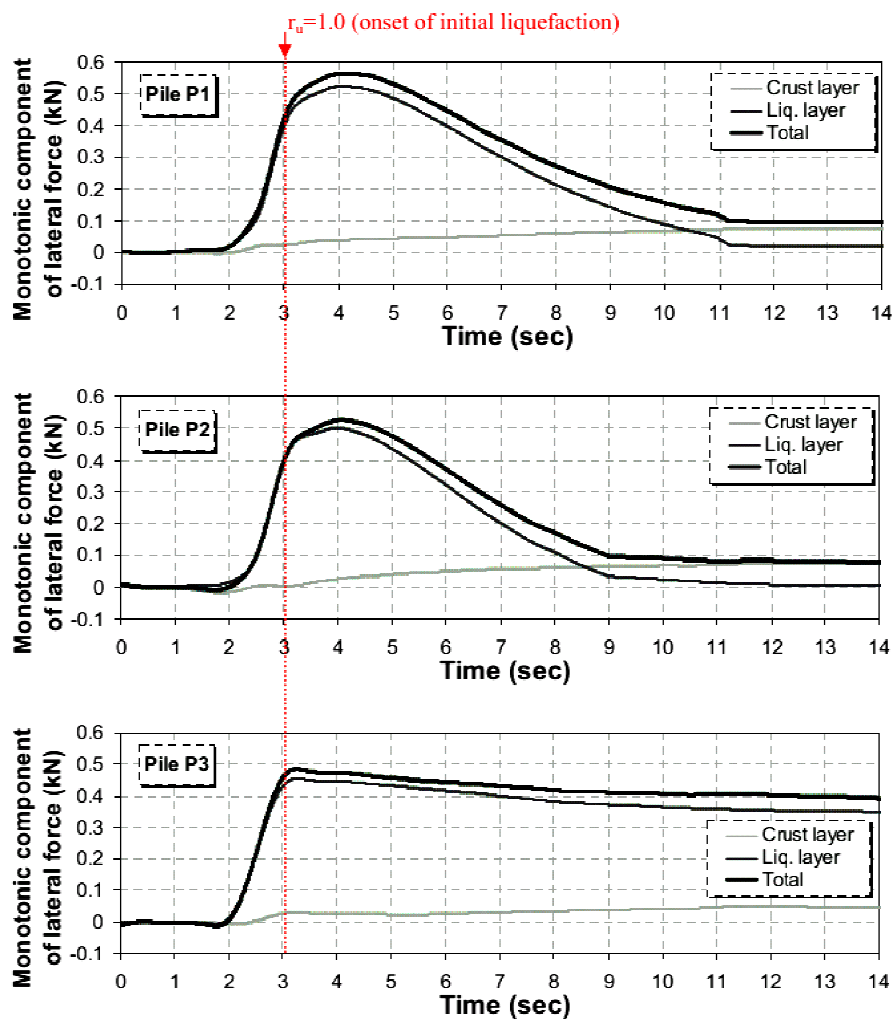 r_u=1.0 (onset of initial liquefaction)
Monotonic component
of lateral force (kN)
0.6
0.5
0.4
0.3
0.2
0.1
0
-0.1
Pile P1
Crust layer
Liq. layer
Total
0 1 2 3 4 5 6 7 8 9 10 11 12 13 14
Time (sec)
Monotonic component
of lateral force (kN)
0.6
0.5
0.4
0.3
0.2
0.1
0
-0.1
Pile P2
Crust layer
Liq. layer
Total
0 1 2 3 4 5 6 7 8 9 10 11 12 13 14
Time (sec)
Monotonic component
of lateral force (kN)
0.6
0.5
0.4
0.3
0.2
0.1
0
-0.1
Pile P3
Crust layer
Liq. layer
Total
0 1 2 3 4 5 6 7 8 9 10 11 12 13 14
Time (sec)